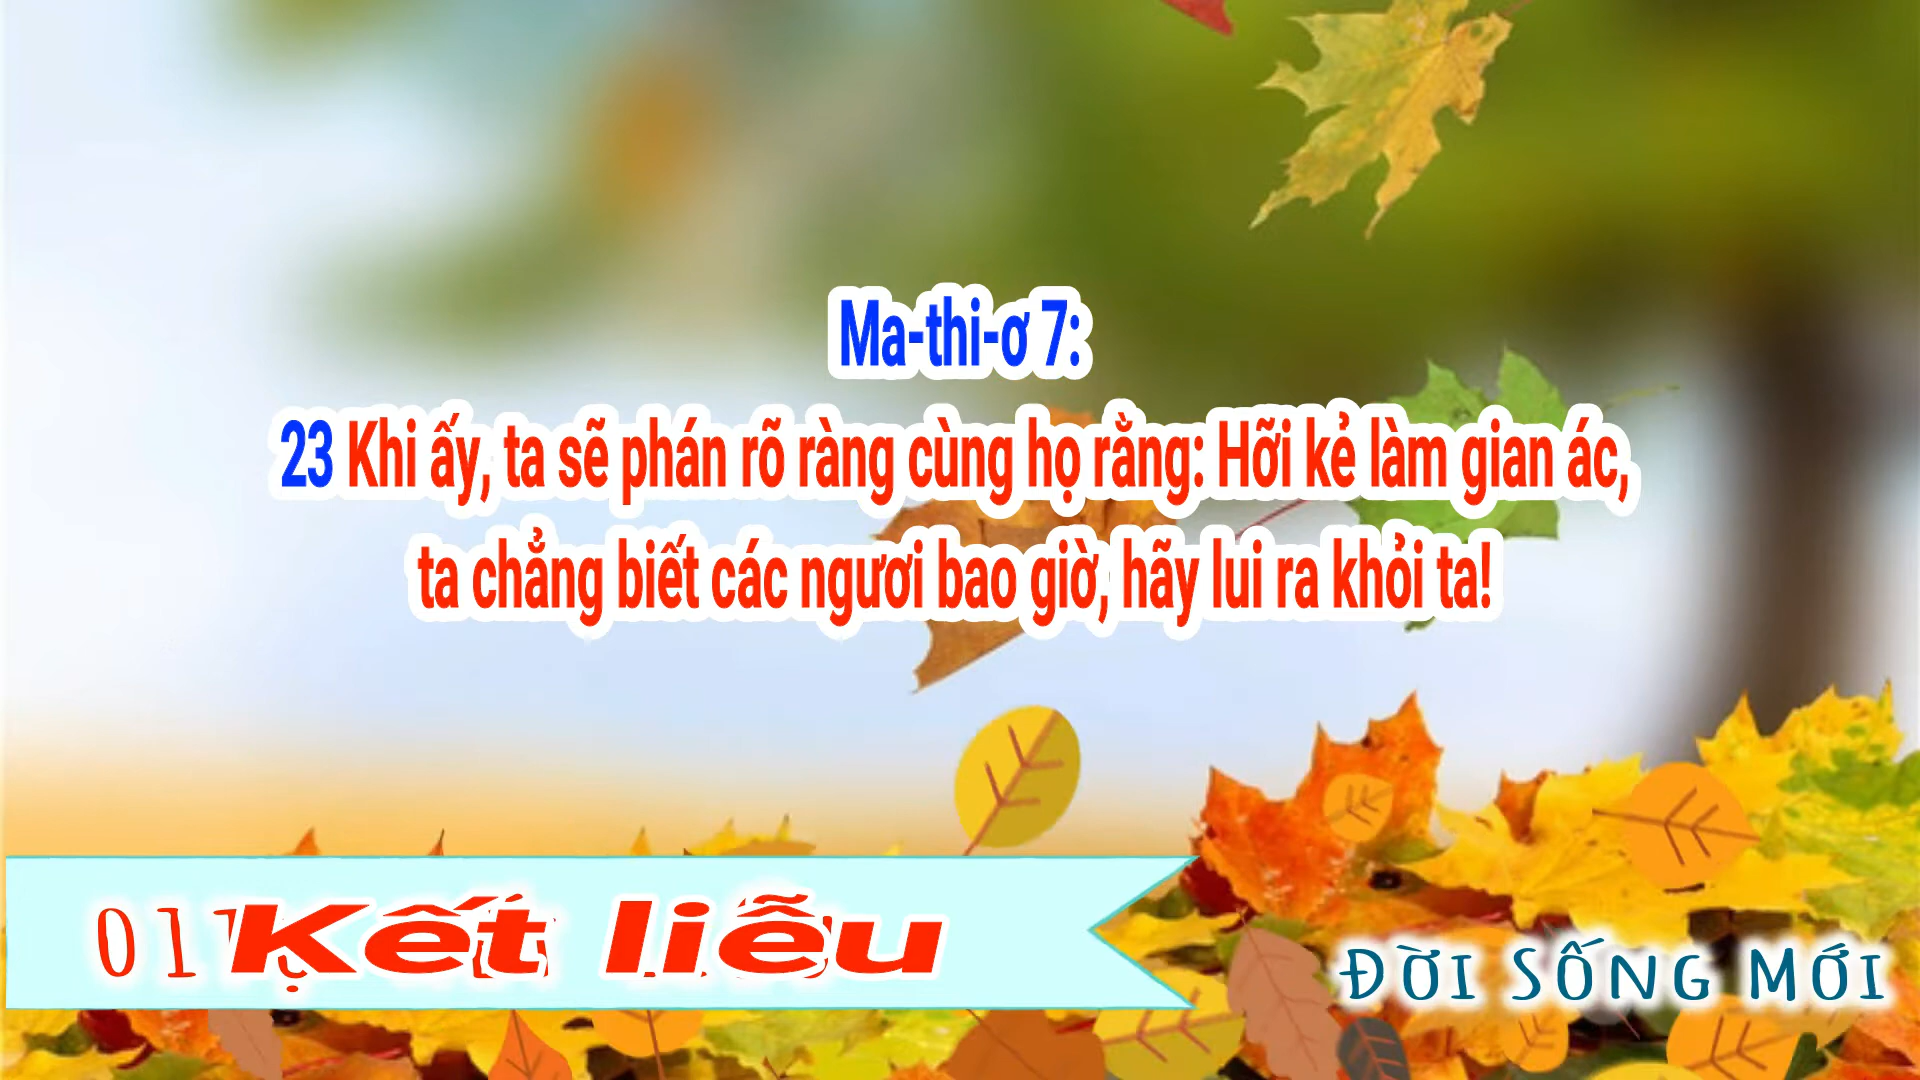 Ma-thi-ơ 7:
23 Khi ấy, ta sẽ phán rõ ràng cùng họ rằng: Hỡi kẻ làm gian ác,
ta chẳng biết các ngươi bao giờ, hãy lui ra khỏi ta!
Kết liễu
ĐỜI SỐNG MỚI